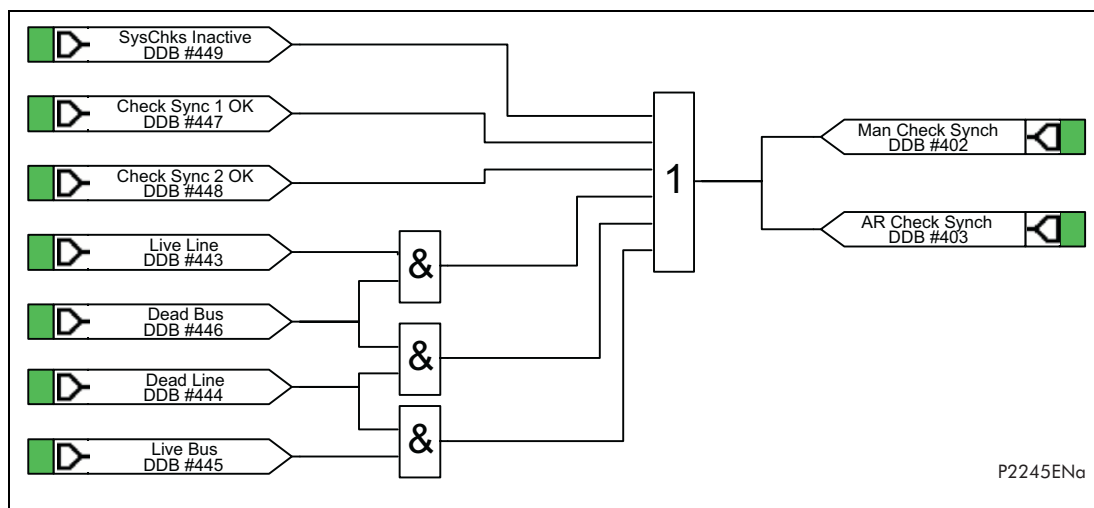 SysChks Inactive
DDB #449
Check Sync 1 OK
DDB #447
Check Sync 2 OK
DDB #448
Live Line
DDB #443
Dead Bus
DDB #446
Dead Line
DDB #444
Live Bus
DDB #445
&
&
&
1
Man Check Synch
DDB #402
AR Check Synch
DDB #403
P2245ENa